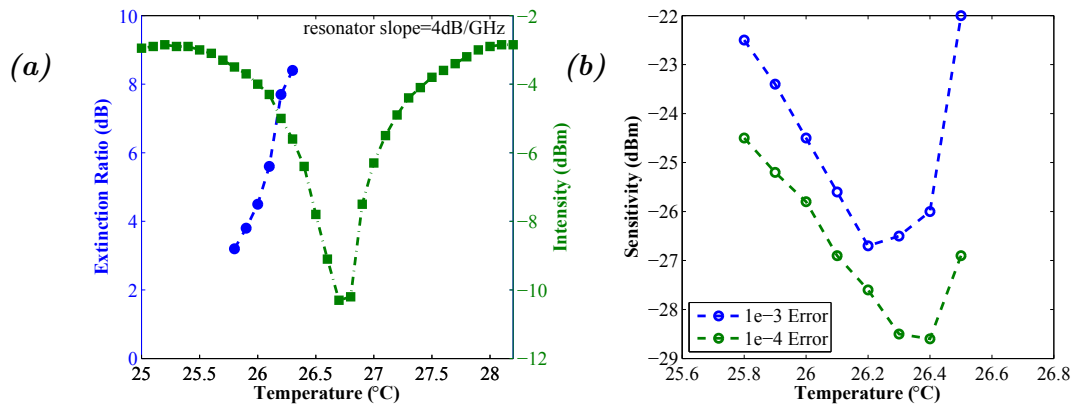 (a)
resonator slope=4dB/GHz
Extinction Ratio (dB)
10
8
6
4
2
0
Intensity (dBm)
−2
−4
−6
−8
−10
−12
25 25.5 26 26.5 27 27.5 28
Temperature (°C)
(b)
Sensitivity (dBm)
−22
−23
−24
−25
−26
−27
−28
−29
1e−3 Error
1e−4 Error
25.6 25.8 26 26.2 26.4 26.6 26.8
Temperature (°C)